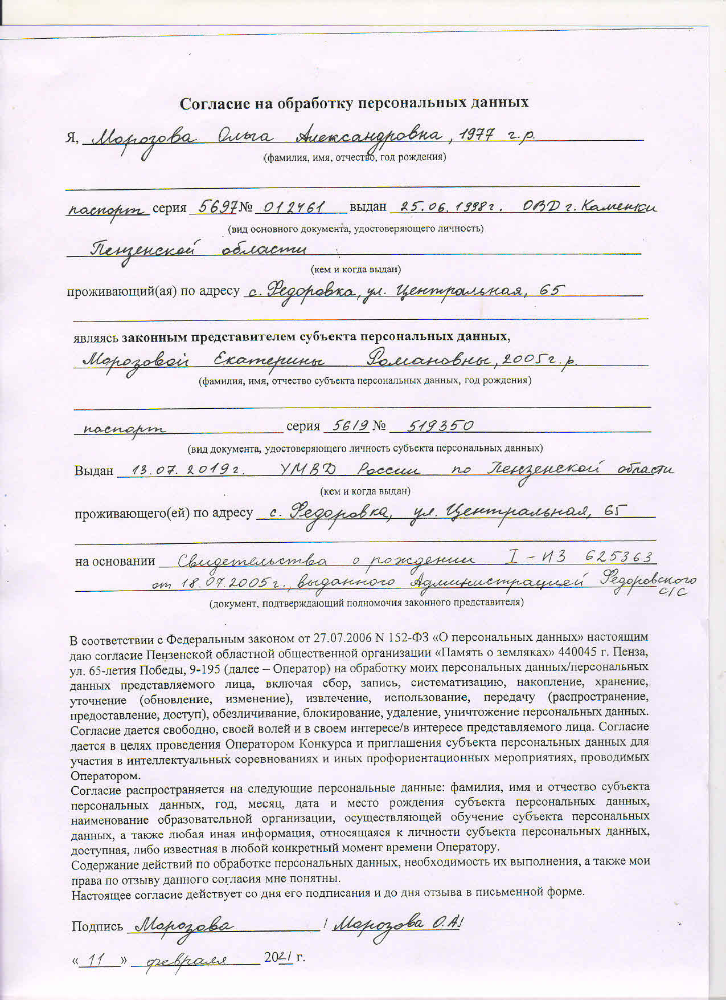 Согласие на обработку персональных данных
Я, Морозова Ольга Александровна, 1977 г.р.
(фамилия, имя, отчество, год рождения)
паспорт серия 5697 № 012461 выдан 25.06.1998г. ОВД г. Каменки
(вид основного документа, удостоверяющего личность)
Пензенской области
(кем и когда выдан)
проживающий(ая) по адресу с. Федоровка, ул. Центральная, 65
являясь законным представителем субъекта персональных данных,
Морозовой Екатерины Романовны, 2005г.р.
(фамилия, имя, отчество субъекта персональных данных, год рождения)
паспорт серия 5619 № 519350
(вид документа, удостоверяющего личность субъекта персональных данных)
Выдан 13.07.2019г. УМВД России по Пензенской области
(кем и когда выдан)
проживающего(ей) по адресу с. Федоровка, ул. Центральная, 65
на основании Свидетельства о рождении I-ИЗ 625363
от 18.07.2005г., выданного Администрацией Федоровского
с/с
(документ, подтверждающий полномочия законного представителя)
В соответствии с Федеральным законом от 27.07.2006 N 152-ФЗ «О персональных данных» настоящим
даю согласие Пензенской областной общественной организации «Память о земляках» 440045 г. Пенза,
ул. 65-летия Победы, 9-195 (далее – Оператор) на обработку моих персональных данных/персональных
данных представляемого лица, включая сбор, запись, систематизацию, накопление, хранение,
уточнение (обновление, изменение), извлечение, использование, передачу (распространение,
предоставление, доступ), обезличивание, блокирование, удаление, уничтожение персональных данных.
Согласие дается свободно, своей волей и в своем интересе/в интересе представляемого лица. Согласие
дается в целях проведения Оператором Конкурса и приглашения субъекта персональных данных для
участия в интеллектуальных соревнованиях и иных профориентационных мероприятиях, проводимых
Оператором.
Согласие распространяется на следующие персональные данные: фамилия, имя и отчество субъекта
персональных данных, год, месяц, дата и место рождения субъекта персональных данных,
наименование образовательной организации, осуществляющей обучение субъекта персональных
данных, а также любая иная информация, относящаяся к личности субъекта персональных данных,
доступная, либо известная в любой конкретный момент времени Оператору.
Содержание действий по обработке персональных данных, необходимость их выполнения, а также мои
права по отзыву данного согласия мне понятны.
Настоящее согласие действует со дня его подписания и до дня отзыва в письменной форме.
Подпись Морозова / Морозова О.А/
«11» февраля 2021 г.